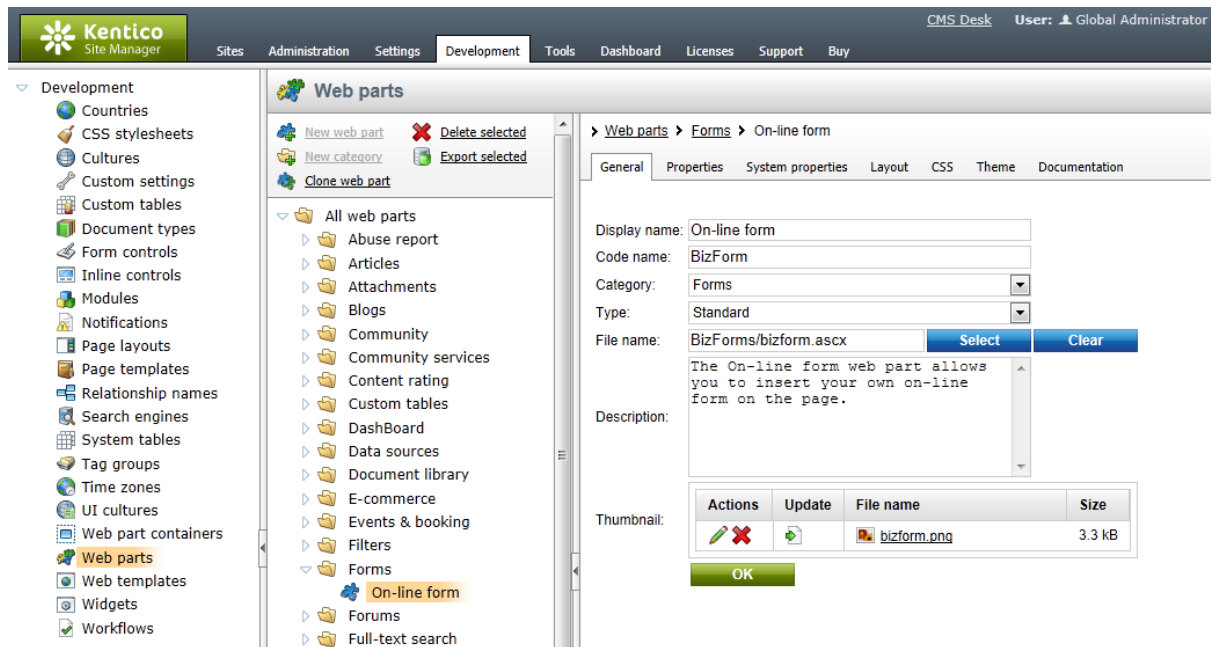 CMS Desk User: Global Administrator
Kentico
Site Manager
Sites Administration Settings Development Tools Dashboard Licenses Support Buy
Development
Countries
CSS stylesheets
Cultures
Custom settings
Custom tables
Document types
Form controls
Inline controls
Modules
Notifications
Page layouts
Page templates
Relationship names
Search engines
System tables
Tag groups
Time zones
UI cultures
Web part containers
Web parts
Web templates
Widgets
Workflows
Web parts
New web part Delete selected
New category Export selected
Clone web part
All web parts
Abuse report
Articles
Attachments
Blogs
Community
Community services
Content rating
Custom tables
DashBoard
Data sources
Document library
E-commerce
Events & booking
Filters
Forms
On-line form
Forums
Full-text search
Web parts Forms On-line form
General Properties System properties Layout CSS Theme Documentation
Display name: On-line form
Code name: BizForm
Category: Forms
Type: Standard
File name: BizForms/bizform.ascx Select Clear
Description:
The On-line form web part allows
you to insert your own on-line
form on the page.
Thumbnail:
Actions Update File name Size
bizform.png 3.3 kB
OK